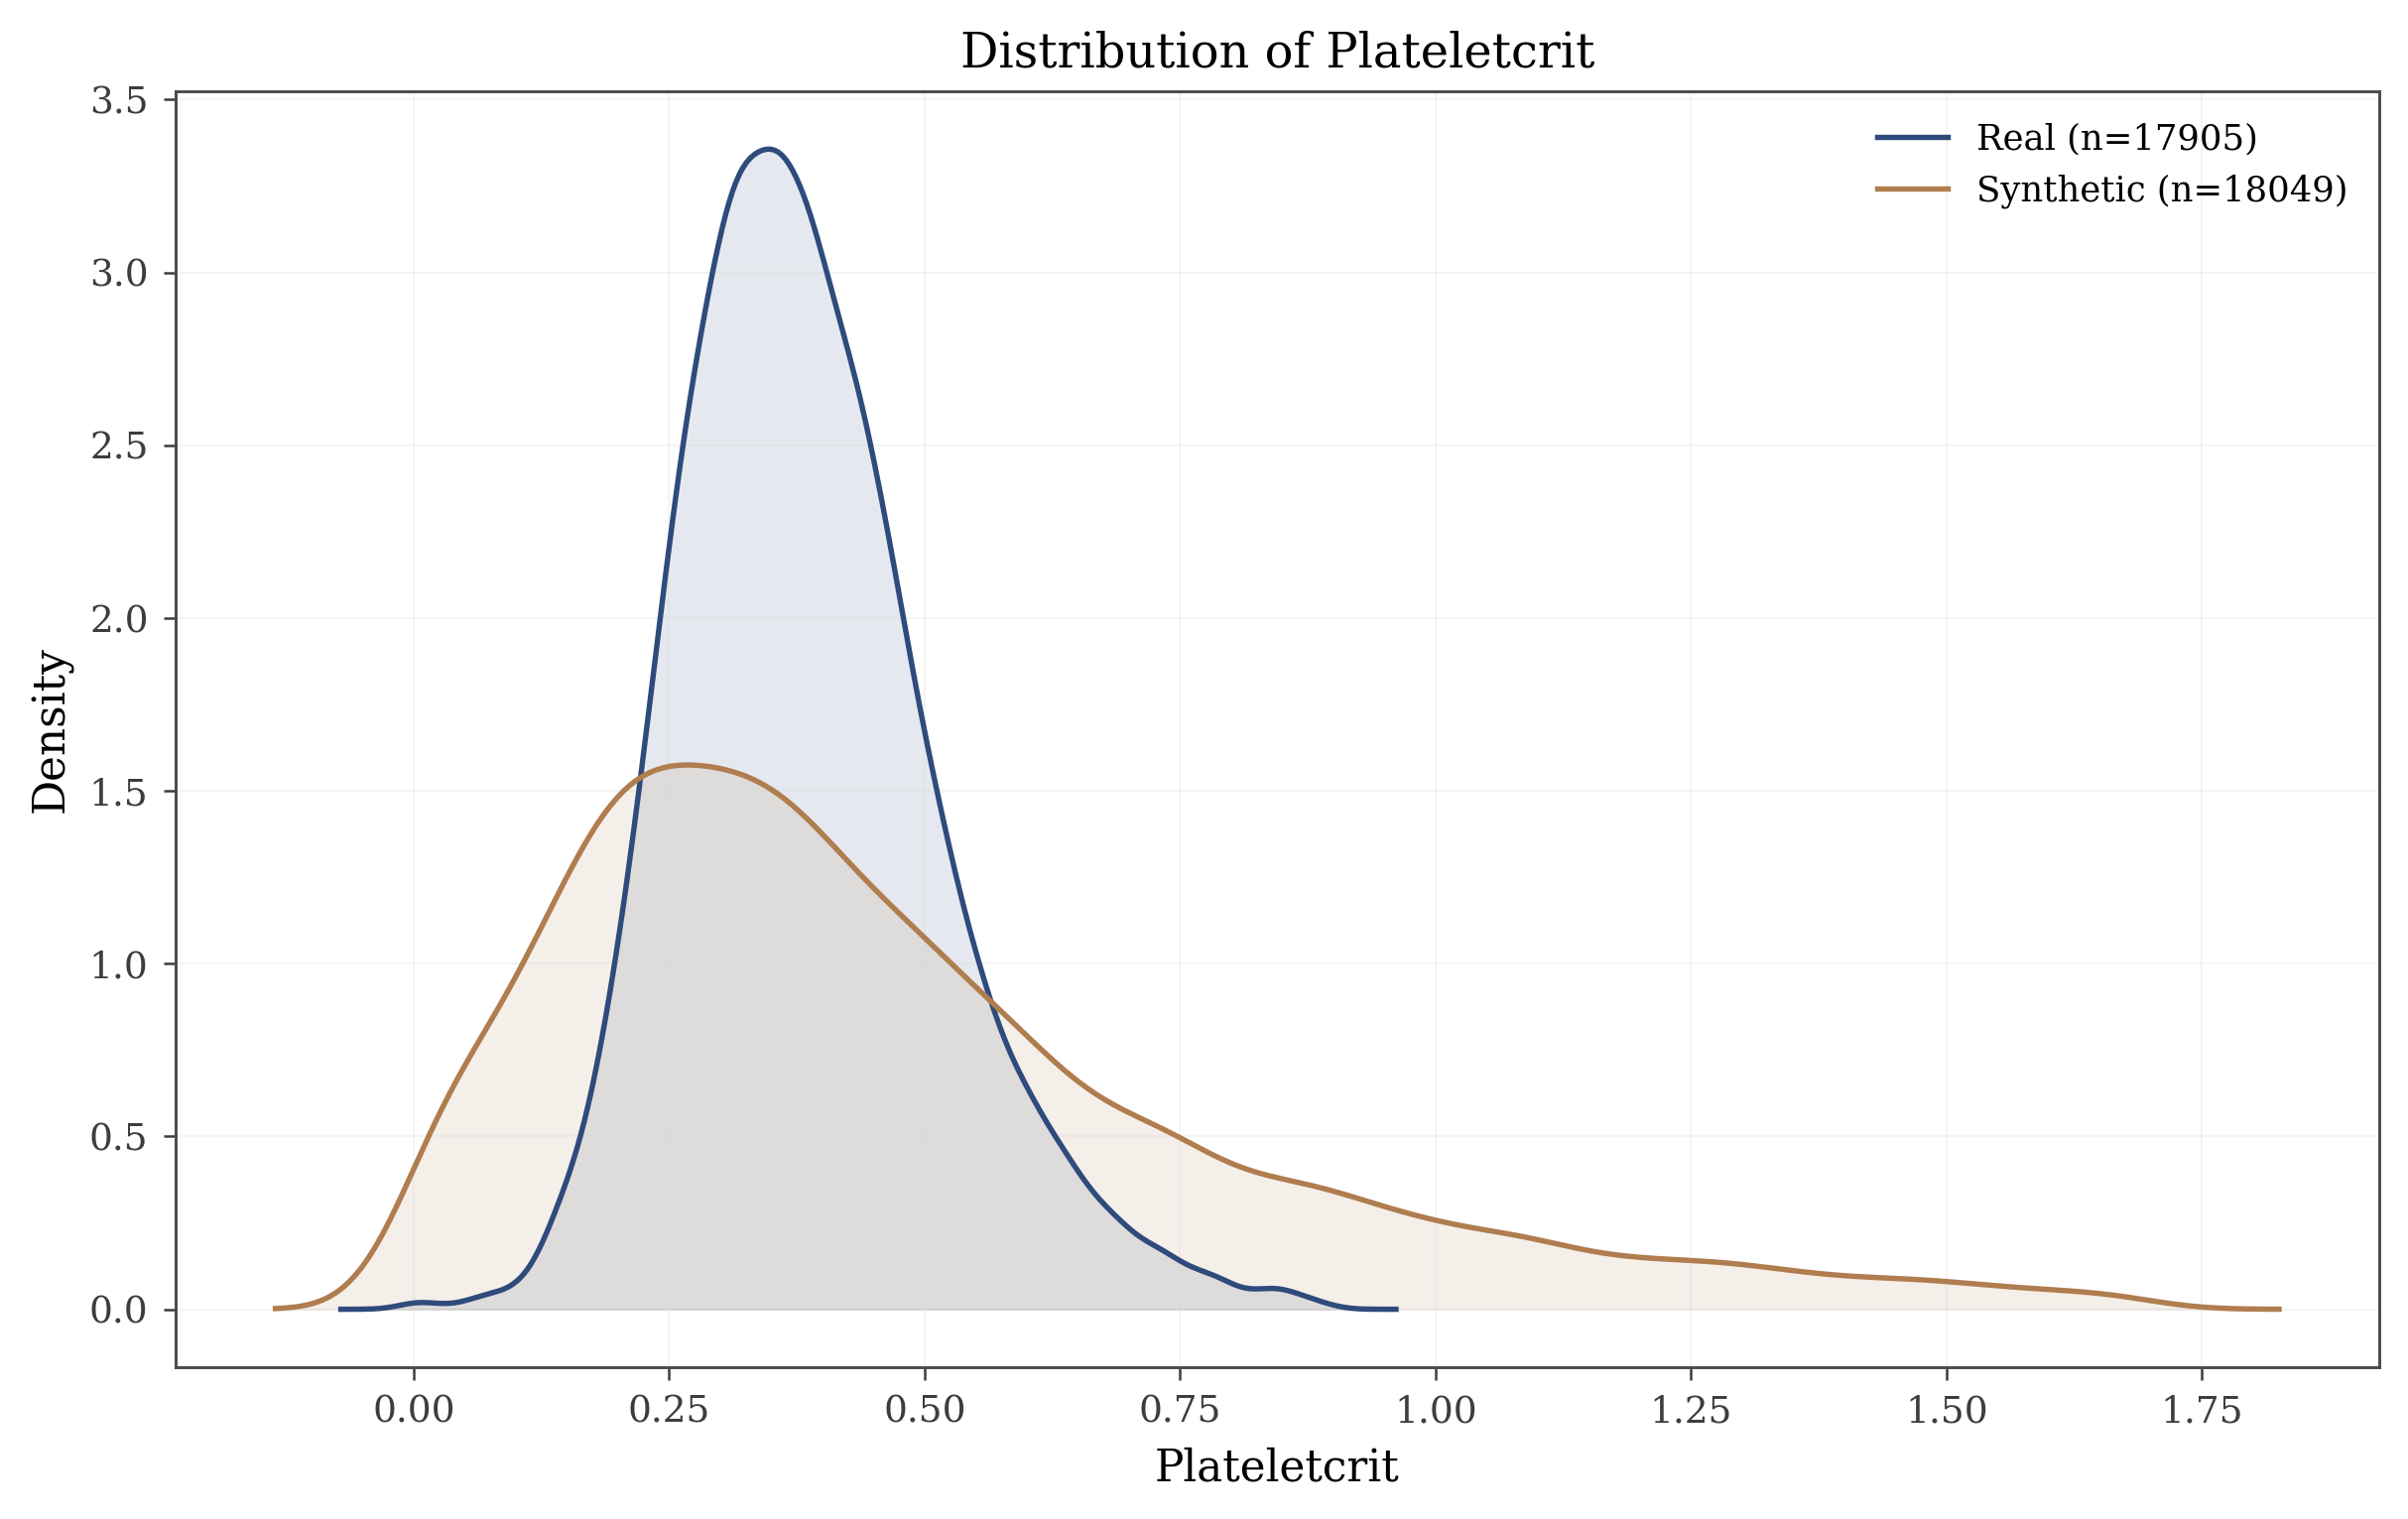 Distribution of Plateletcrit
3.5
3.0
2.5
2.0
1.5
1.0
0.5
0.0
Density
Real (n=17905)
Synthetic (n=18049)
0.00 0.25 0.50 0.75 1.00 1.25 1.50 1.75
Plateletcrit